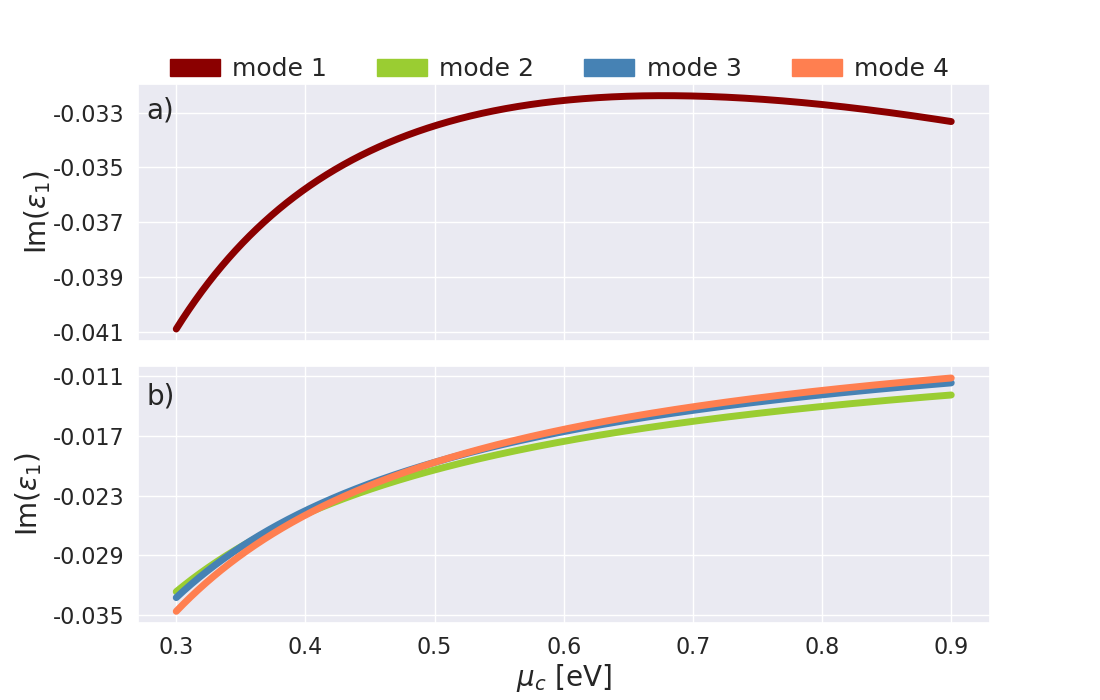 mode 1 mode 2 mode 3 mode 4
a)
-0.033
-0.035
-0.037
-0.039
-0.041
Im(ε₁)
b)
-0.011
-0.017
-0.023
-0.029
-0.035
Im(ε₁)
0.3 0.4 0.5 0.6 0.7 0.8 0.9
μ_c [eV]